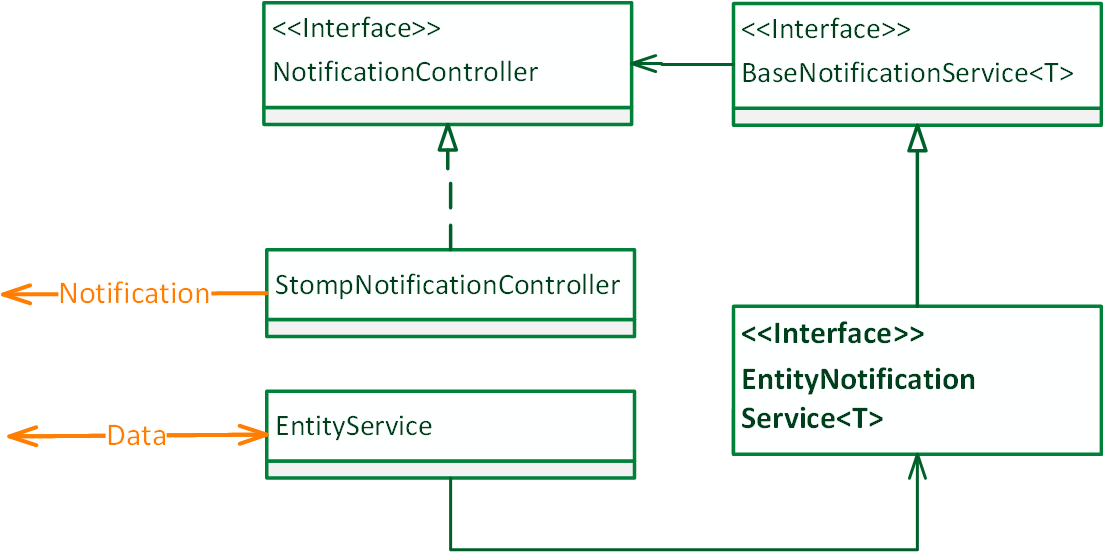 <<Interface>>
NotificationController
<<Interface>>
BaseNotificationService<T>
StompNotificationController
Notification
<<Interface>>
EntityNotification
Service<T>
EntityService
Data